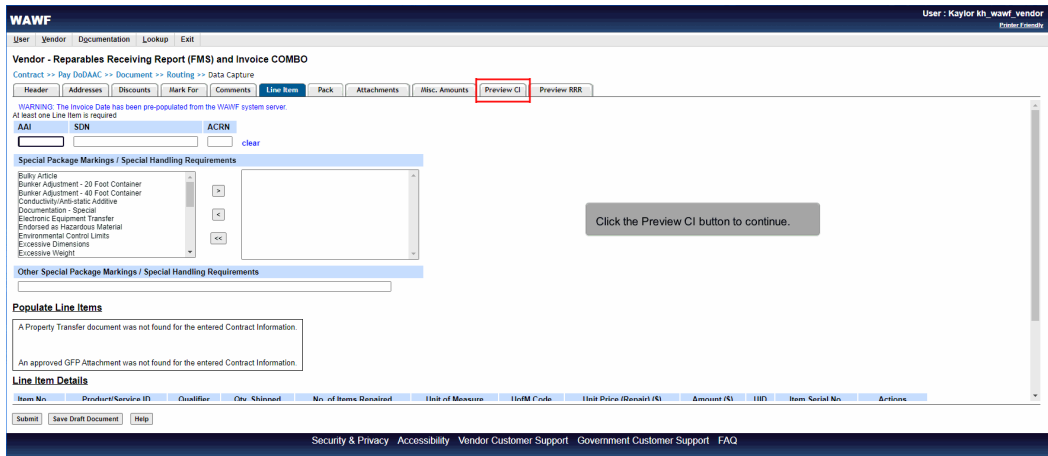 WAWF
User : Kaylor kh_wawf_vendor
Printer Friendly
User Vendor Documentation Lookup Exit
Vendor - Reparables Receiving Report (FMS) and Invoice COMBO
Contract >> Pay DoDAAC >> Document >> Routing >> Data Capture
Header Addresses Discounts Mark For Comments Line Item Pack Attachments Misc. Amounts Preview CI Preview RRR
WARNING: The Invoice Date has been pre-populated from the WAWF system server.
At least one Line Item is required
AAI SDN ACRN
clear
Special Package Markings / Special Handling Requirements
Bulky Article
Bunker Adjustment - 20 Foot Container
Bunker Adjustment - 40 Foot Container
Conductivity/Anti-static Additive
Documentation - Special
Electronic Equipment Transfer
Endorsed as Hazardous Material
Environmental Control Limits
Excessive Dimensions
Excessive Weight
>
<
<<
Click the Preview CI button to continue.
Other Special Package Markings / Special Handling Requirements
Populate Line Items
A Property Transfer document was not found for the entered Contract Information.
An approved GFP Attachment was not found for the entered Contract Information.
Line Item Details
Item No. Product/Service ID Qualifier Qty. Shipped No. of Items Repaired Unit of Measure UofM Code Unit Price (Repair) ($) Amount ($) UID Item Serial No. Actions
Submit Save Draft Document Help
Security & Privacy Accessibility Vendor Customer Support Government Customer Support FAQ